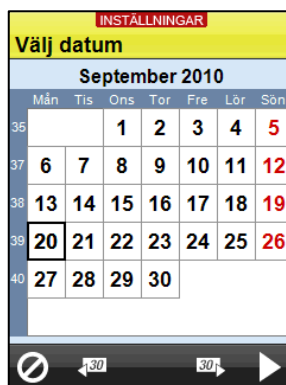 INSTÄLLNINGAR
Välj datum
September 2010
Mån Tis Ons Tor Fre Lör Sön
35 1 2 3 4 5
37 6 7 8 9 10 11 12
38 13 14 15 16 17 18 19
39 20 21 22 23 24 25 26
40 27 28 29 30
30 30